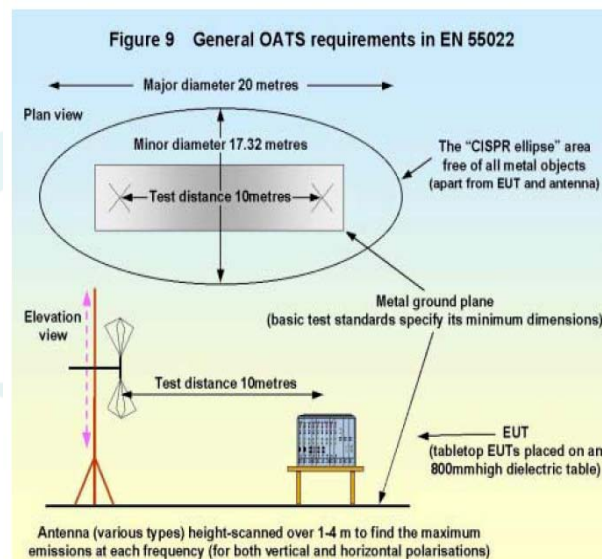 Figure 9 General OATS requirements in EN 55022
Major diameter 20 metres
Plan view
Minor diameter 17.32 metres
The "CISPR ellipse" area
free of all metal objects
(apart from EUT and antenna)
Test distance 10metres
Metal ground plane
(basic test standards specify its minimum dimensions)
Elevation
view
Test distance 10metres
EUT
(tabletop EUTs placed on an
800mmhigh dielectric table)
Antenna (various types) height-scanned over 1-4 m to find the maximum
emissions at each frequency (for both vertical and horizontal polarisations)